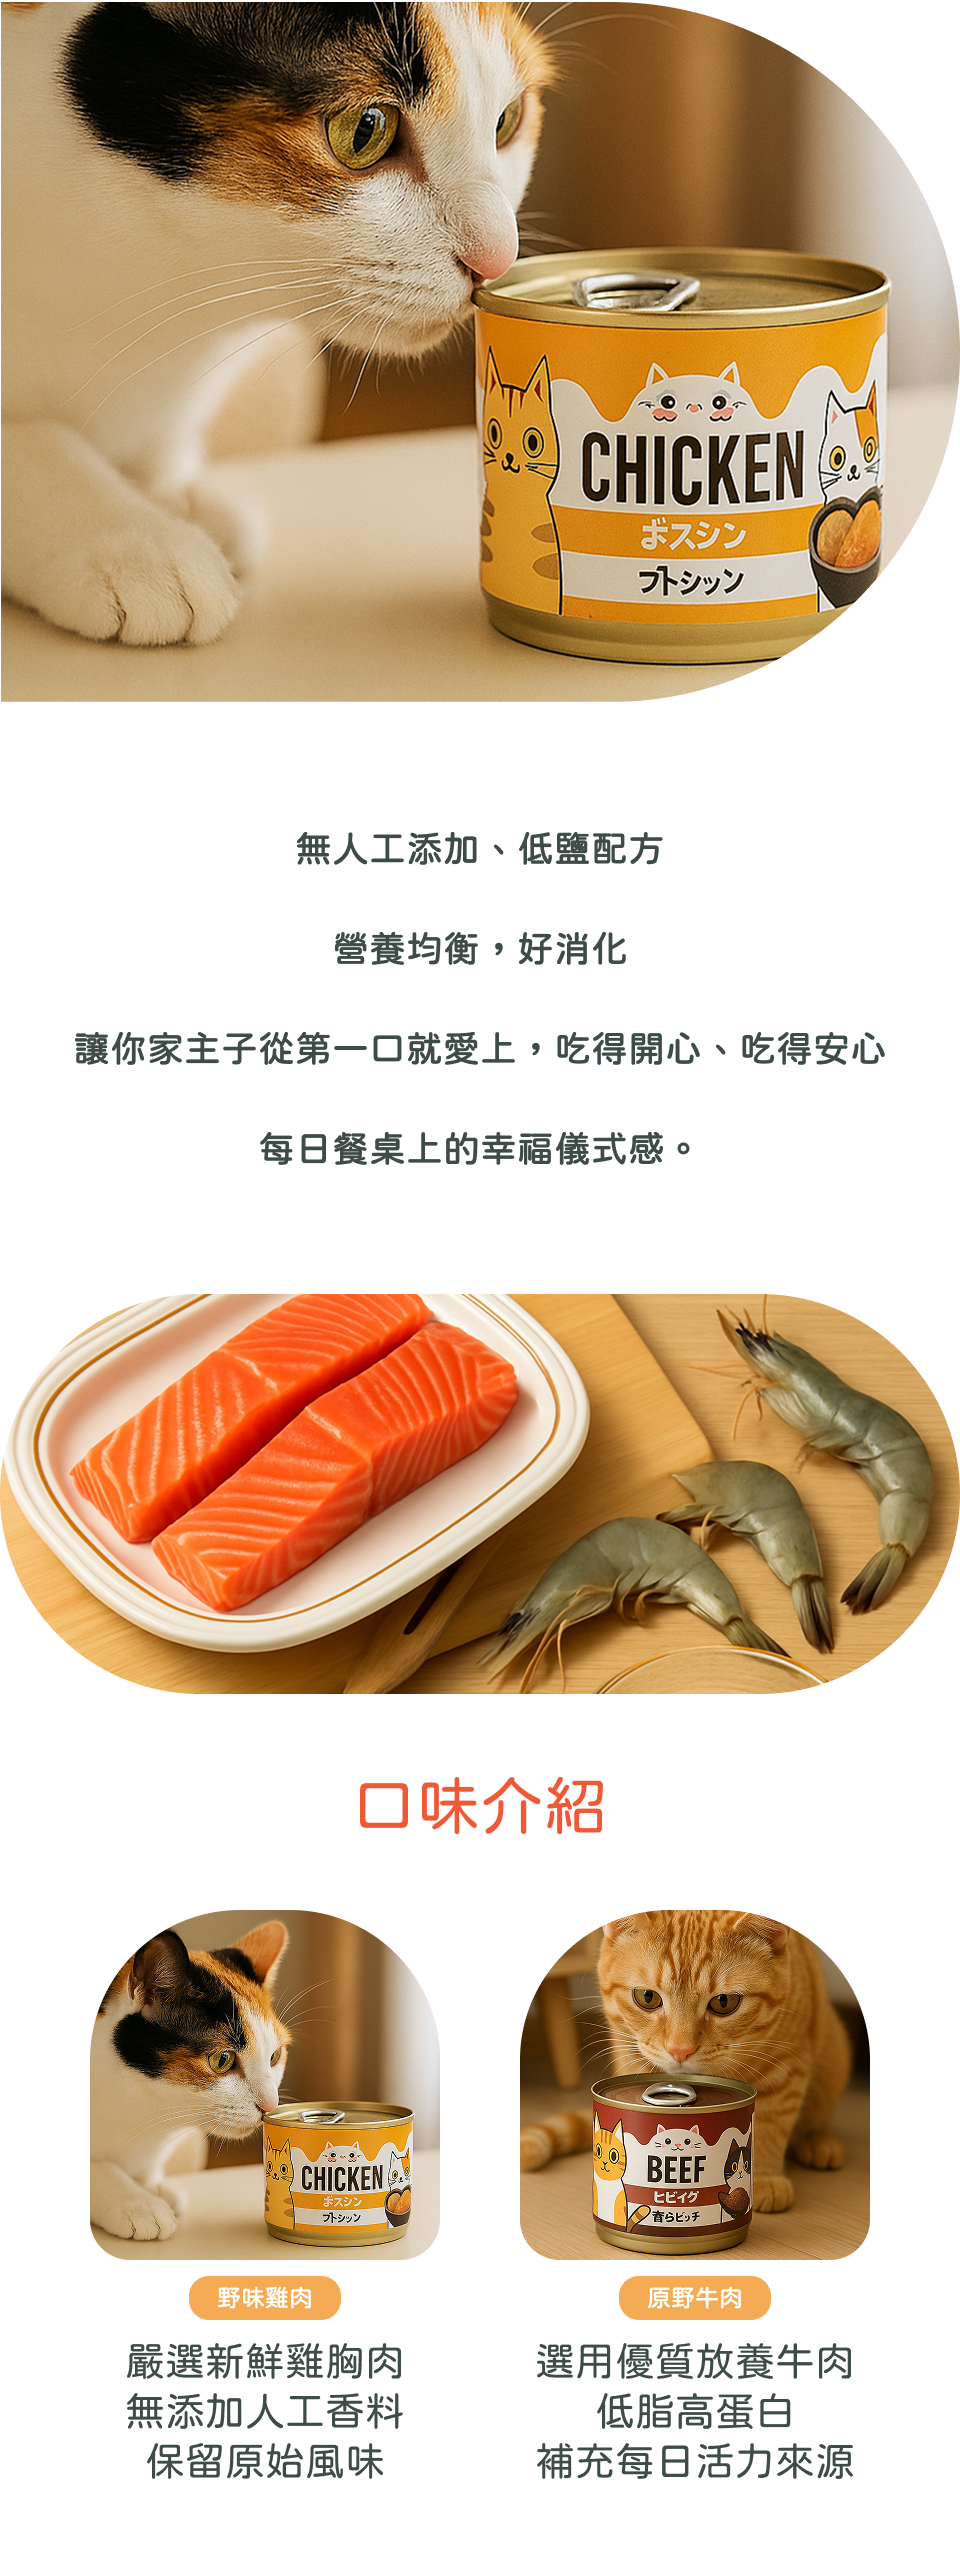 CHICKEN
ボスシン
フトシッン
無人工添加、低鹽配方
營養均衡，好消化
讓你家主子從第一口就愛上，吃得開心、吃得安心
每日餐桌上的幸福儀式感。
口味介紹
CHICKEN
ボスシン
フトシッン
BEEF
ヒビイグ
野味雞肉
原野牛肉
嚴選新鮮雞胸肉
無添加人工香料
保留原始風味
選用優質放養牛肉
低脂高蛋白
補充每日活力來源